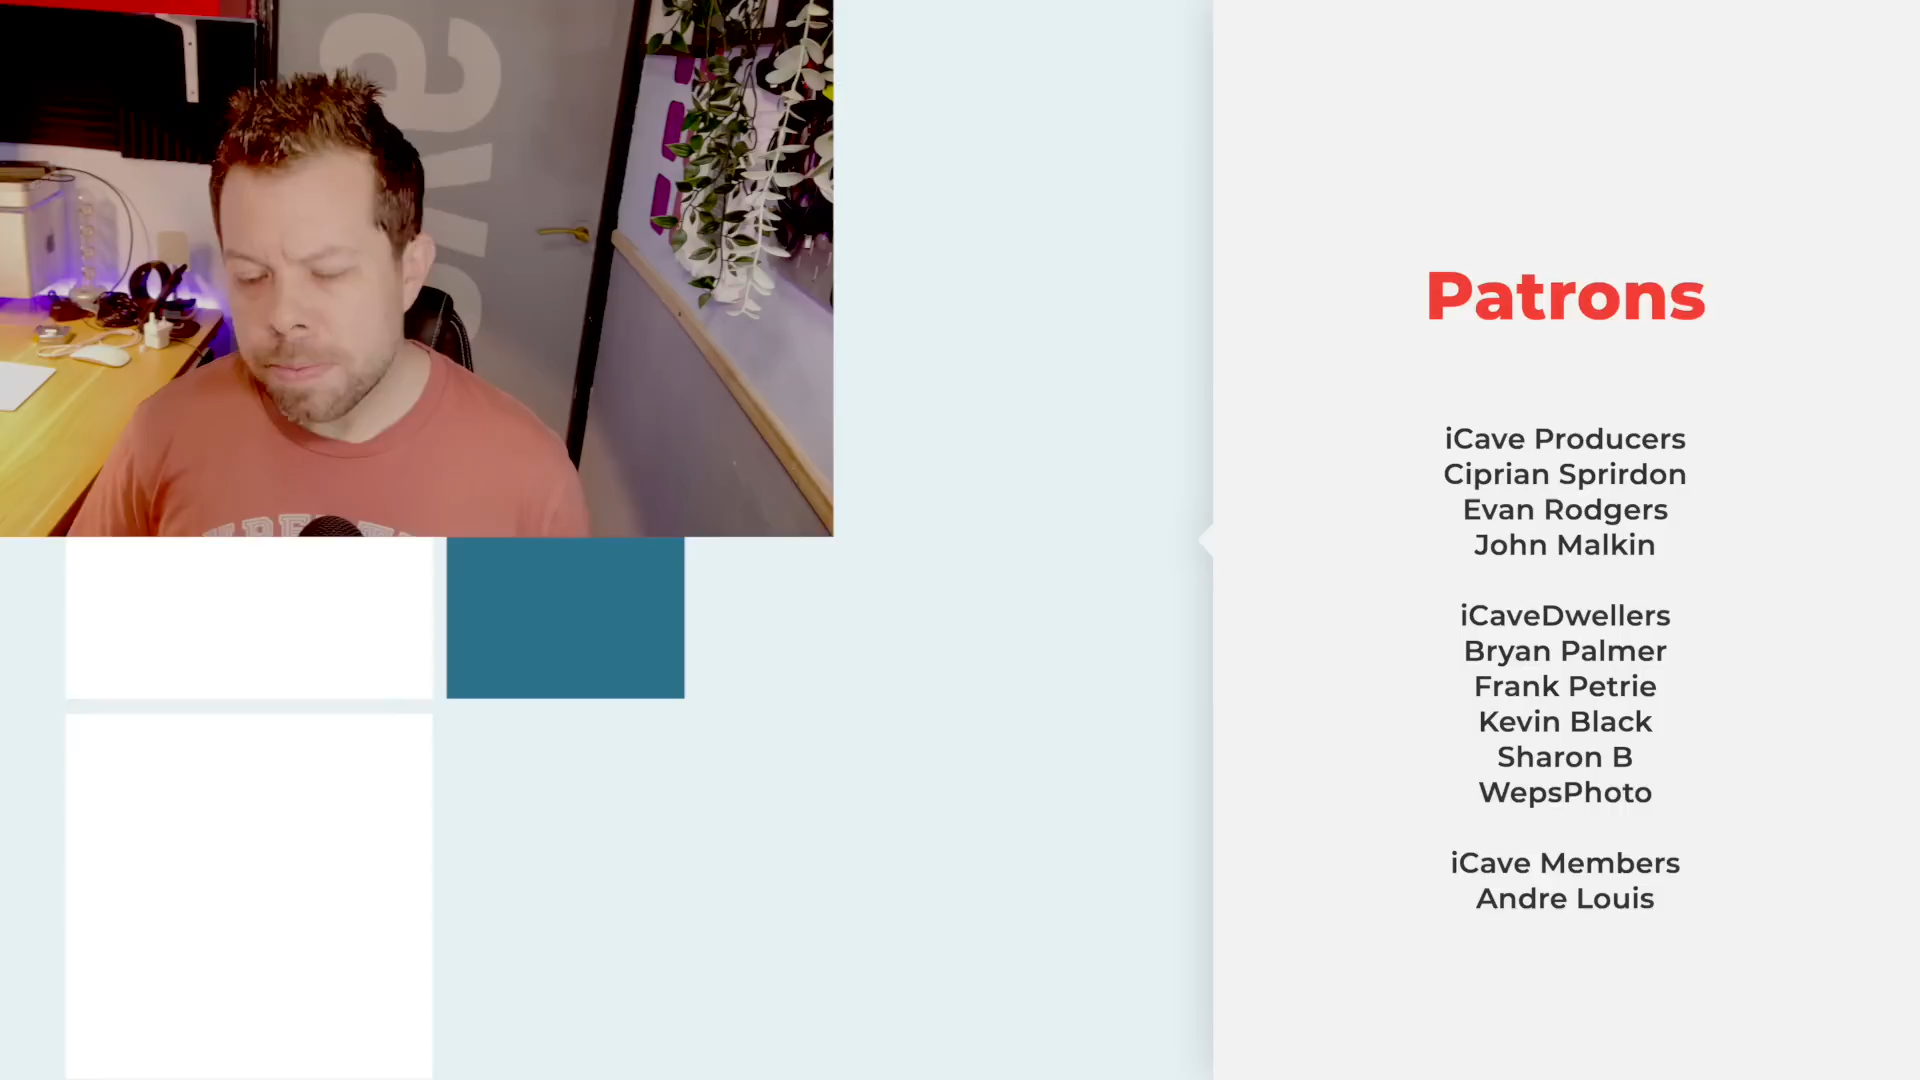 Patrons
iCave Producers
Ciprian Sprirdon
Evan Rodgers
John Malkin
iCaveDwellers
Bryan Palmer
Frank Petrie
Kevin Black
Sharon B
WepsPhoto
iCave Members
Andre Louis